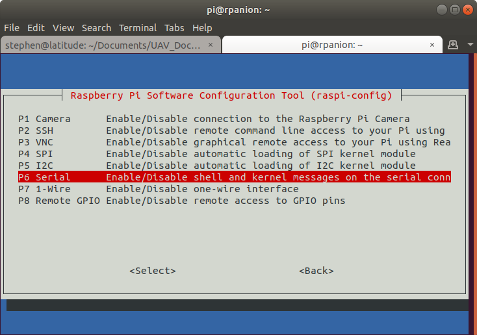 pi@rpanion: ~
File Edit View Search Terminal Tabs Help
stephen@latitude: ~/Documents/UAV_Doc... × pi@rpanion: ~ ×
Raspberry Pi Software Configuration Tool (raspi-config)
P1 Camera Enable/Disable connection to the Raspberry Pi Camera
P2 SSH Enable/Disable remote command line access to your Pi using
P3 VNC Enable/Disable graphical remote access to your Pi using Rea
P4 SPI Enable/Disable automatic loading of SPI kernel module
P5 I2C Enable/Disable automatic loading of I2C kernel module
P6 Serial Enable/Disable shell and kernel messages on the serial conn
P7 1-Wire Enable/Disable one-wire interface
P8 Remote GPIO Enable/Disable remote access to GPIO pins
<Select> <Back>